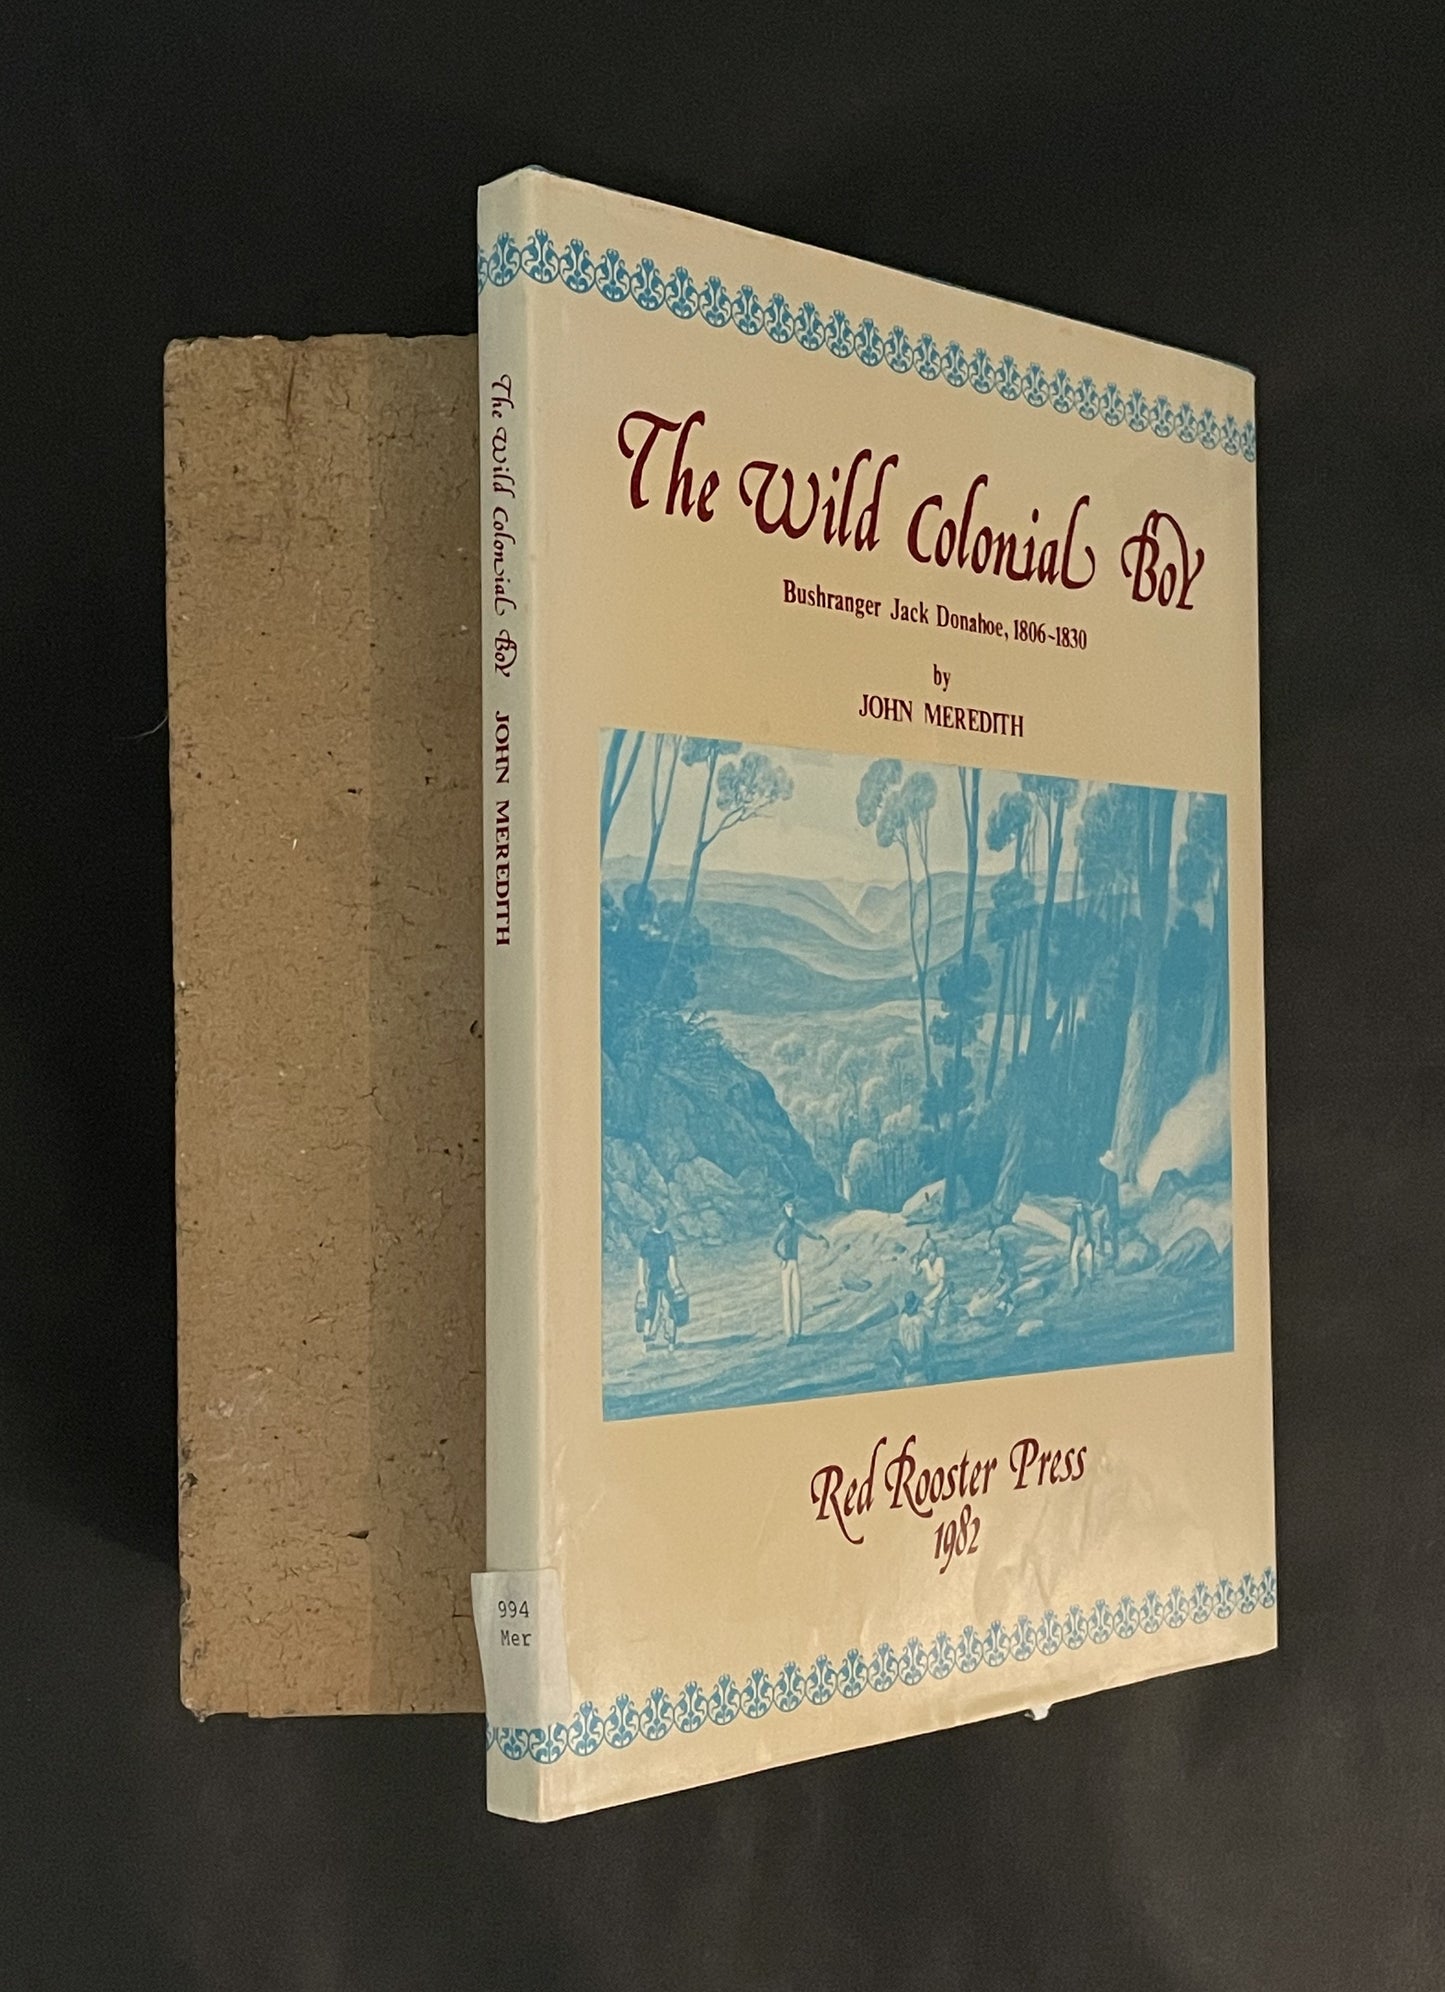 The Wild Colonial Boy JOHN MEREDITH
994
Mer
The Wild Colonial Boy
Bushranger Jack Donahoe, 1806~1830
by
JOHN MEREDITH
Red Rooster Press
1982